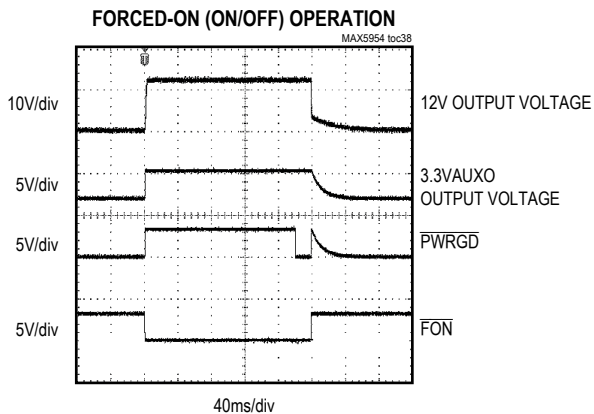 FORCED-ON (ON/OFF) OPERATION
MAX5954 toc38
10V/div
12V OUTPUT VOLTAGE
5V/div
3.3VAUXO
OUTPUT VOLTAGE
5V/div
PWRGD
5V/div
FON
40ms/div